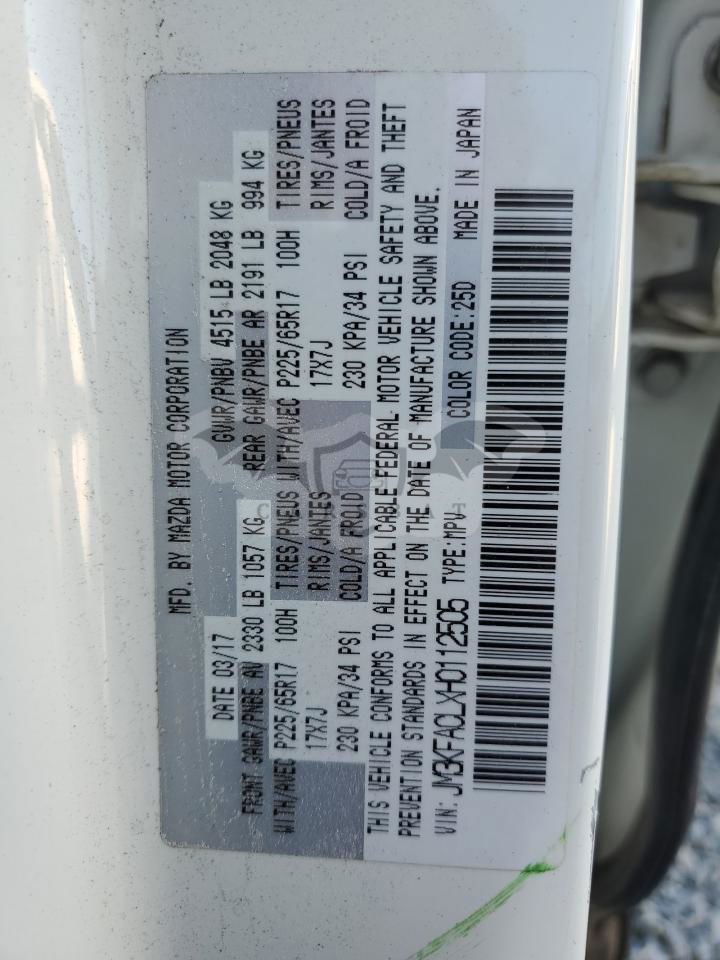 MFD. BY MAZDA MOTOR CORPORATION
DATE 03/17 GVWR/PNBV 4515 LB 2048 KG
FRONT GAWR/PNBE AV 2330 LB 1057 KG REAR GAWR/PNBE AR 2191 LB 994 KG
WITH/AVEC P225/65R17 100H TIRES/PNEUS WITH/AVEC P225/65R17 100H TIRES/PNEUS
17X7J RIMS/JANTES 17X7J RIMS/JANTES
230 KPA/34 PSI COLD/A FROID 230 KPA/34 PSI COLD/A FROID
THIS VEHICLE CONFORMS TO ALL APPLICABLE FEDERAL MOTOR VEHICLE SAFETY AND THEFT
PREVENTION STANDARDS IN EFFECT ON THE DATE OF MANUFACTURE SHOWN ABOVE.
VIN: JM3KFACLXH0112505 TYPE:MPV COLOR CODE:25D MADE IN JAPAN